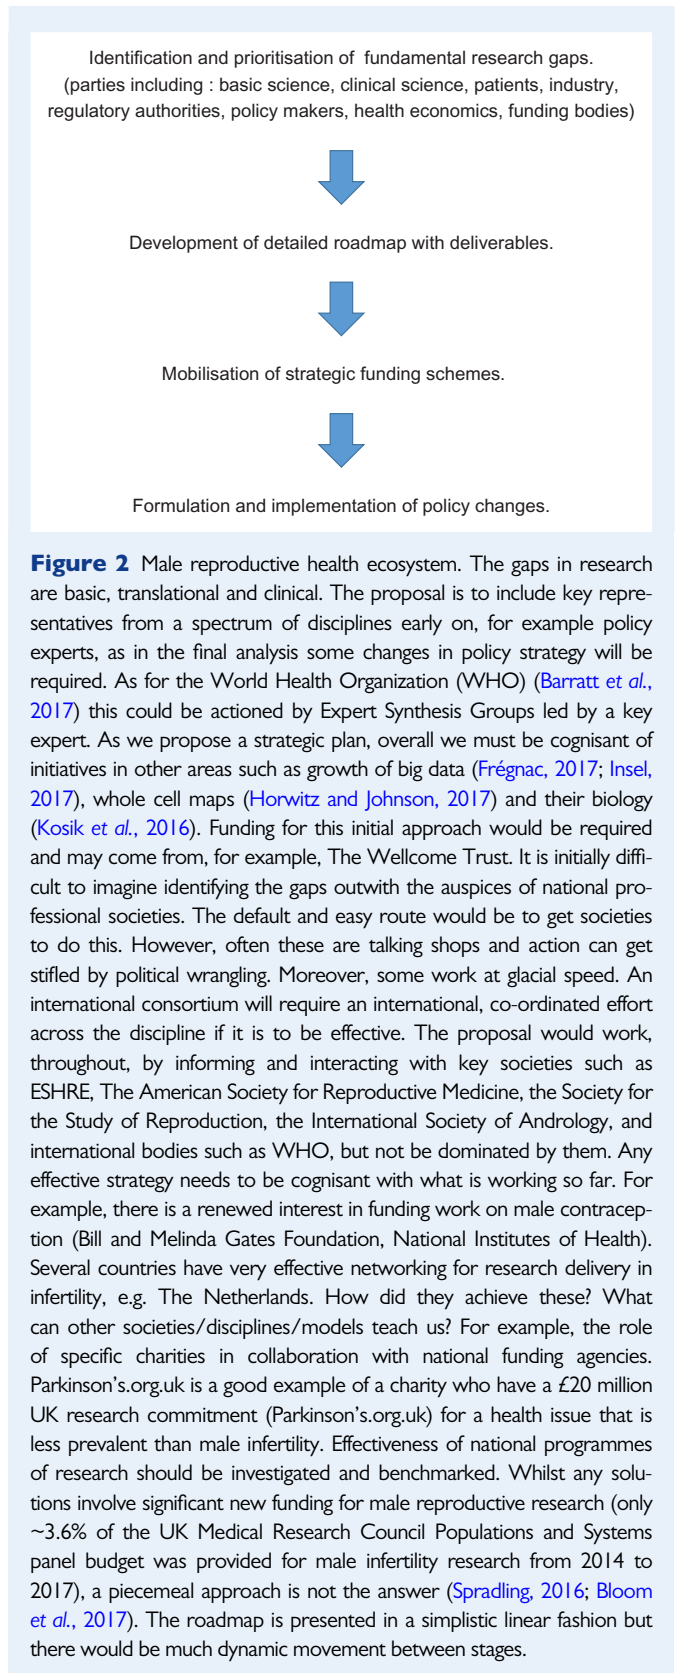 Identification and prioritisation of fundamental research gaps.
(parties including : basic science, clinical science, patients, industry,
regulatory authorities, policy makers, health economics, funding bodies)
Development of detailed roadmap with deliverables.
Mobilisation of strategic funding schemes.
Formulation and implementation of policy changes.
Figure 2 Male reproductive health ecosystem. The gaps in research
are basic, translational and clinical. The proposal is to include key repre-
sentatives from a spectrum of disciplines early on, for example policy
experts, as in the final analysis some changes in policy strategy will be
required. As for the World Health Organization (WHO) (Barratt et al.,
2017) this could be actioned by Expert Synthesis Groups led by a key
expert. As we propose a strategic plan, overall we must be cognisant of
initiatives in other areas such as growth of big data (Frégnac, 2017; Insel,
2017), whole cell maps (Horwitz and Johnson, 2017) and their biology
(Kosik et al., 2016). Funding for this initial approach would be required
and may come from, for example, The Wellcome Trust. It is initially diffi-
cult to imagine identifying the gaps outwith the auspices of national pro-
fessional societies. The default and easy route would be to get societies
to do this. However, often these are talking shops and action can get
stifled by political wrangling. Moreover, some work at glacial speed. An
international consortium will require an international, co-ordinated effort
across the discipline if it is to be effective. The proposal would work,
throughout, by informing and interacting with key societies such as
ESHRE, The American Society for Reproductive Medicine, the Society for
the Study of Reproduction, the International Society of Andrology, and
international bodies such as WHO, but not be dominated by them. Any
effective strategy needs to be cognisant with what is working so far. For
example, there is a renewed interest in funding work on male contracep-
tion (Bill and Melinda Gates Foundation, National Institutes of Health).
Several countries have very effective networking for research delivery in
infertility, e.g. The Netherlands. How did they achieve these? What
can other societies/disciplines/models teach us? For example, the role
of specific charities in collaboration with national funding agencies.
Parkinson's.org.uk is a good example of a charity who have a £20 million
UK research commitment (Parkinson's.org.uk) for a health issue that is
less prevalent than male infertility. Effectiveness of national programmes
of research should be investigated and benchmarked. Whilst any solu-
tions involve significant new funding for male reproductive research (only
~3.6% of the UK Medical Research Council Populations and Systems
panel budget was provided for male infertility research from 2014 to
2017), a piecemeal approach is not the answer (Spradling, 2016; Bloom
et al., 2017). The roadmap is presented in a simplistic linear fashion but
there would be much dynamic movement between stages.